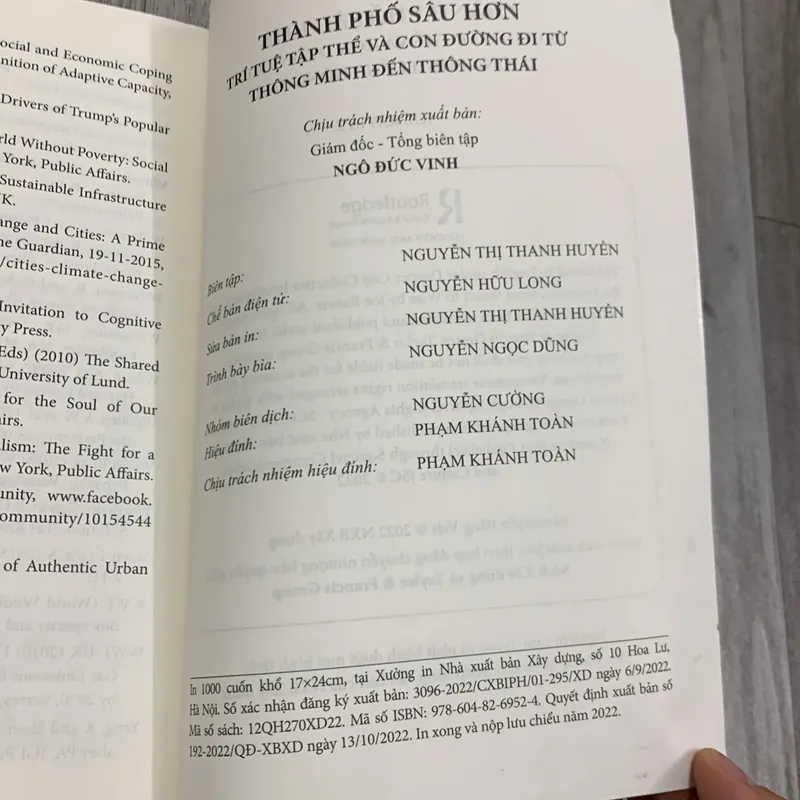 ocial and Economic Coping
nition of Adaptive Capacity,
Drivers of Trump's Popular
rld Without Poverty: Social
York, Public Affairs.
Sustainable Infrastructure
K.
ange and Cities: A Prime
e Guardian, 19-11-2015,
/cities-climate-change-
Invitation to Cognitive
y Press.
Eds) (2010) The Shared
University of Lund.
for the Soul of Our
irs.
alism: The Fight for a
w York, Public Affairs.
unity, www.facebook.
ommunity/10154544
of Authentic Urban
THÀNH PHỐ SÂU HƠN
TRÍ TUỆ TẬP THỂ VÀ CON ĐƯỜNG ĐI TỪ
THÔNG MINH ĐẾN THÔNG THÁI
Chịu trách nhiệm xuất bản:
Giám đốc - Tổng biên tập
NGÔ ĐỨC VINH
Biên tập: NGUYỄN THỊ THANH HUYỀN
Chế bản điện tử: NGUYỄN HỮU LONG
Sửa bản in: NGUYỄN THỊ THANH HUYỀN
Trình bày bìa: NGUYỄN NGỌC DŨNG
Nhóm biên dịch: NGUYỄN CƯỜNG
Hiệu đính: PHẠM KHÁNH TOÀN
Chịu trách nhiệm hiệu đính: PHẠM KHÁNH TOÀN
In 1000 cuốn khổ 17×24cm, tại Xưởng in Nhà xuất bản Xây dựng, số 10 Hoa Lư,
Hà Nội. Số xác nhận đăng ký xuất bản: 3096-2022/CXBIPH/01-295/XD ngày 6/9/2022.
Mã số sách: 12QH270XD22. Mã số ISBN: 978-604-82-6952-4. Quyết định xuất bản số
192-2022/QĐ-XBXD ngày 13/10/2022. In xong và nộp lưu chiểu năm 2022.